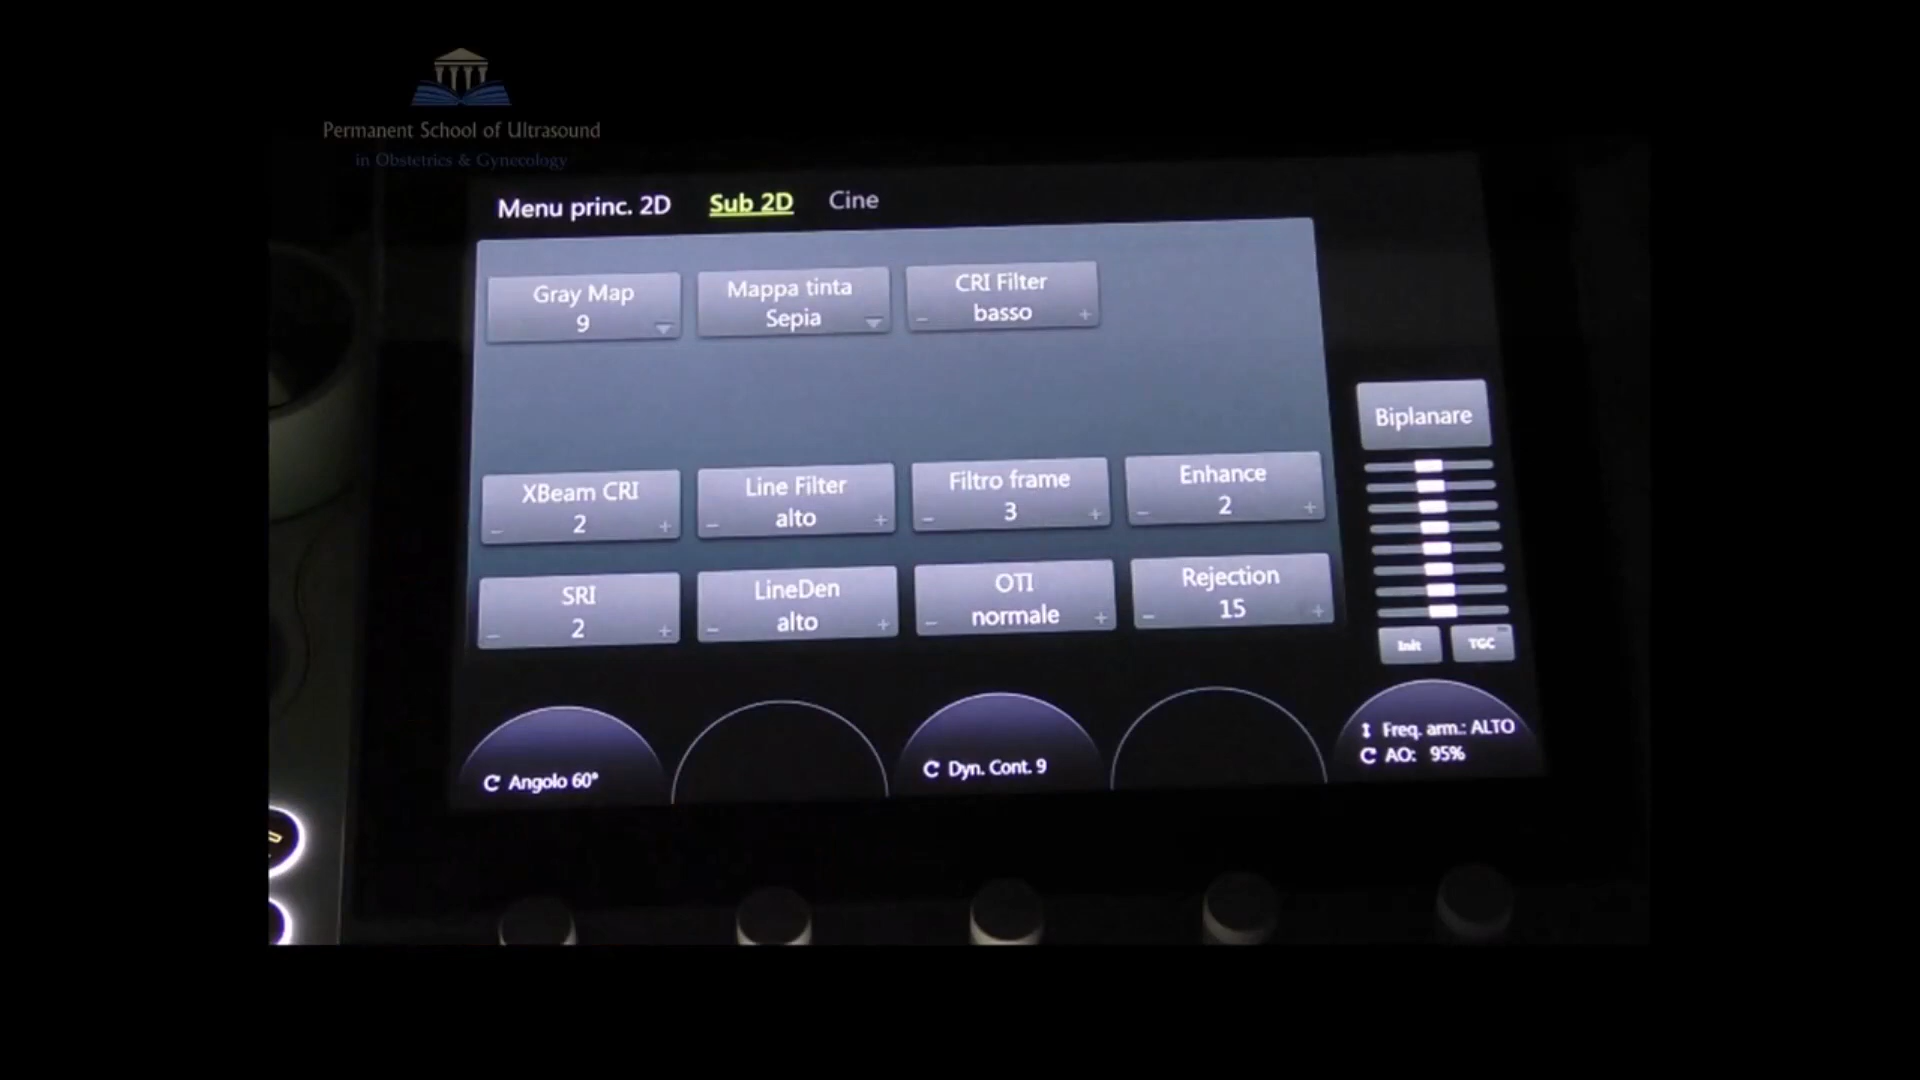 Permanent School of Ultrasound
in Obstetrics & Gynecology
Menu princ. 2D Sub 2D Cine
Gray Map
9
Mappa tinta
Sepia
CRI Filter
basso
Biplanare
XBeam CRI
2
Line Filter
alto
Filtro frame
3
Enhance
2
SRI
2
LineDen
alto
OTI
normale
Rejection
15
Init
TGC
Angolo 60°
Dyn. Cont. 9
Freq. arm.: ALTO
AO: 95%